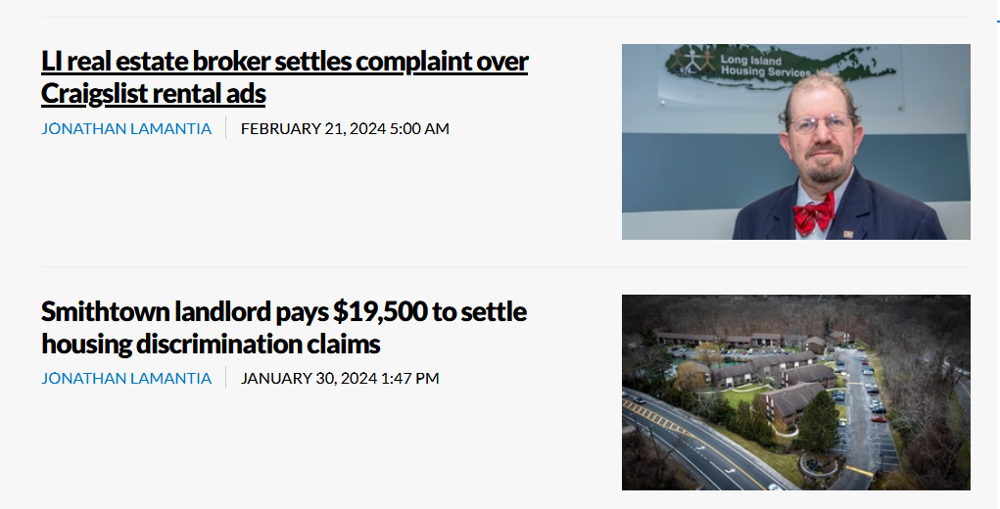 LI real estate broker settles complaint over
Craigslist rental ads
JONATHAN LAMANTIA
FEBRUARY 21, 2024 5:00 AM
Long Island
Housing Services,
Smithtown landlord pays $19,500 to settle
housing discrimination claims
JONATHAN LAMANTIA
JANUARY 30, 2024 1:47 PM